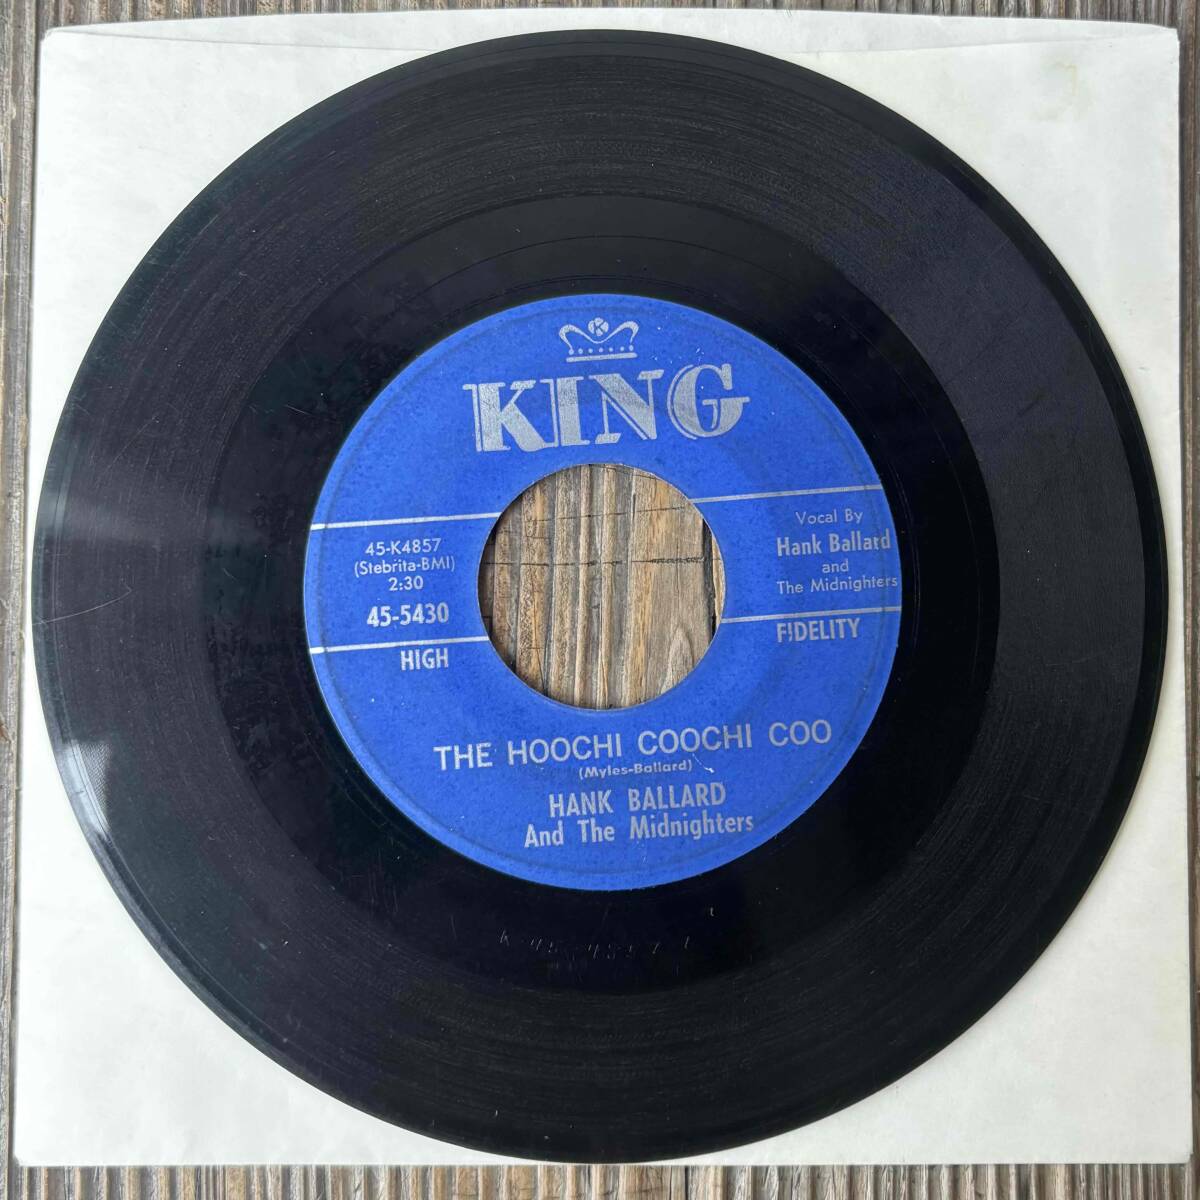 K
KING
45-K4857
(Stebrita-BMI)
2:30
45-5430
HIGH
Vocal By
Hank Ballard
and
The Midnighters
FIDELITY
THE HOOCHI COOCHI COO
(Myles-Ballard)
HANK BALLARD
And The Midnighters